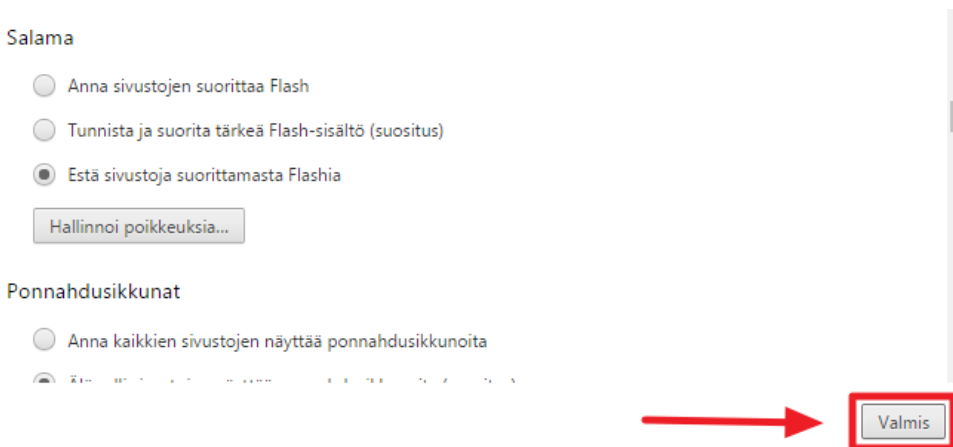 Salama
Anna sivustojen suorittaa Flash
Tunnista ja suorita tärkeä Flash-sisältö (suositus)
Estä sivustoja suorittamasta Flashia
Hallinnoi poikkeuksia...
Ponnahdusikkunat
Anna kaikkien sivustojen näyttää ponnahdusikkunoita
Valmis